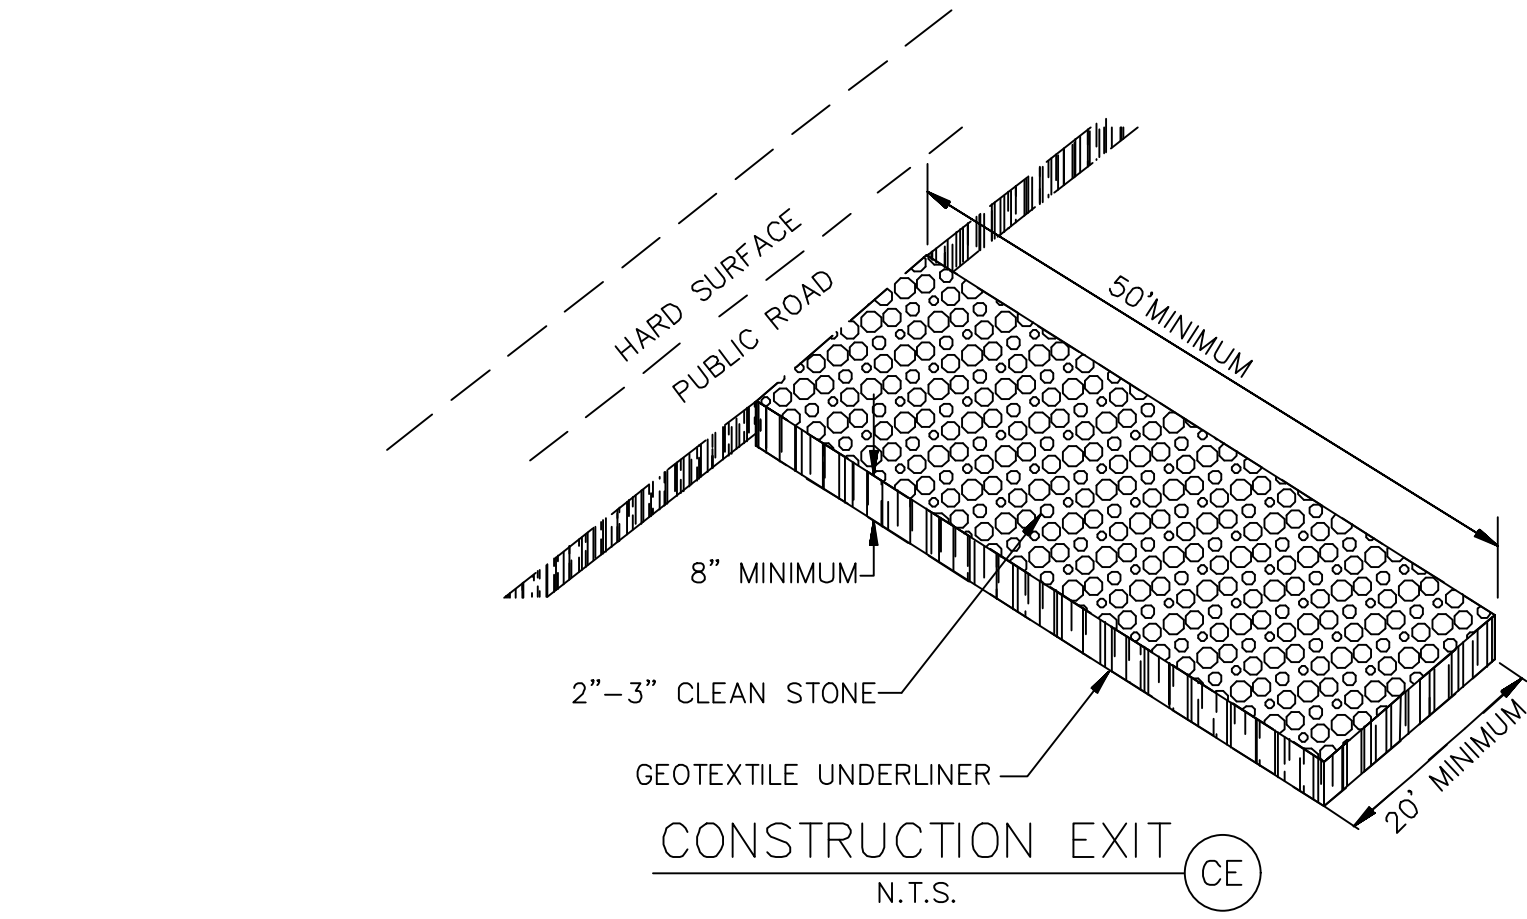 HARD SURFACE
PUBLIC ROAD
50'MINIMUM
8" MINIMUM
2"-3" CLEAN STONE
GEOTEXTILE UNDERLINER
20' MINIMUM
CONSTRUCTION EXIT
CE
N.T.S.